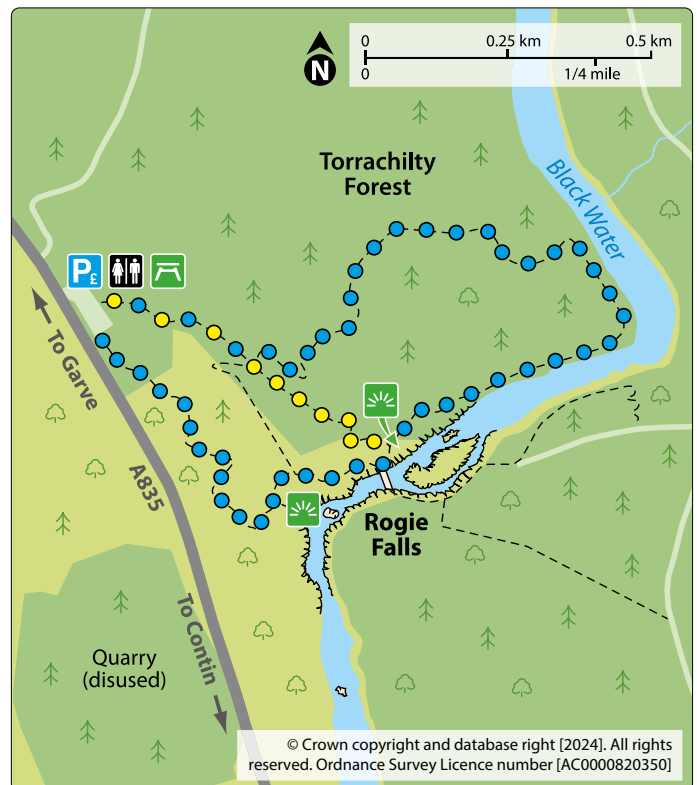 0 0.25 km 0.5 km
0 1/4 mile
N
Torrachilty
Forest
Black Water
P£
To Garve
A835
Rogie
Falls
To Contin
Quarry
(disused)
© Crown copyright and database right [2024]. All rights
reserved. Ordnance Survey Licence number [AC0000820350]